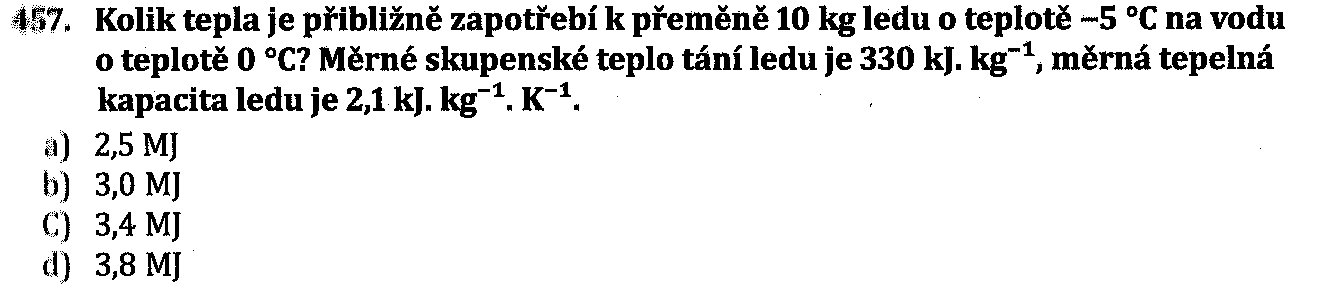 457. Kolik tepla je přibližně zapotřebí k přeměně 10 kg ledu o teplotě –5 °C na vodu
o teplotě 0 °C? Měrné skupenské teplo tání ledu je 330 kJ. kg⁻¹, měrná tepelná
kapacita ledu je 2,1 kJ. kg⁻¹. K⁻¹.
a) 2,5 MJ
b) 3,0 MJ
C) 3,4 MJ
d) 3,8 MJ